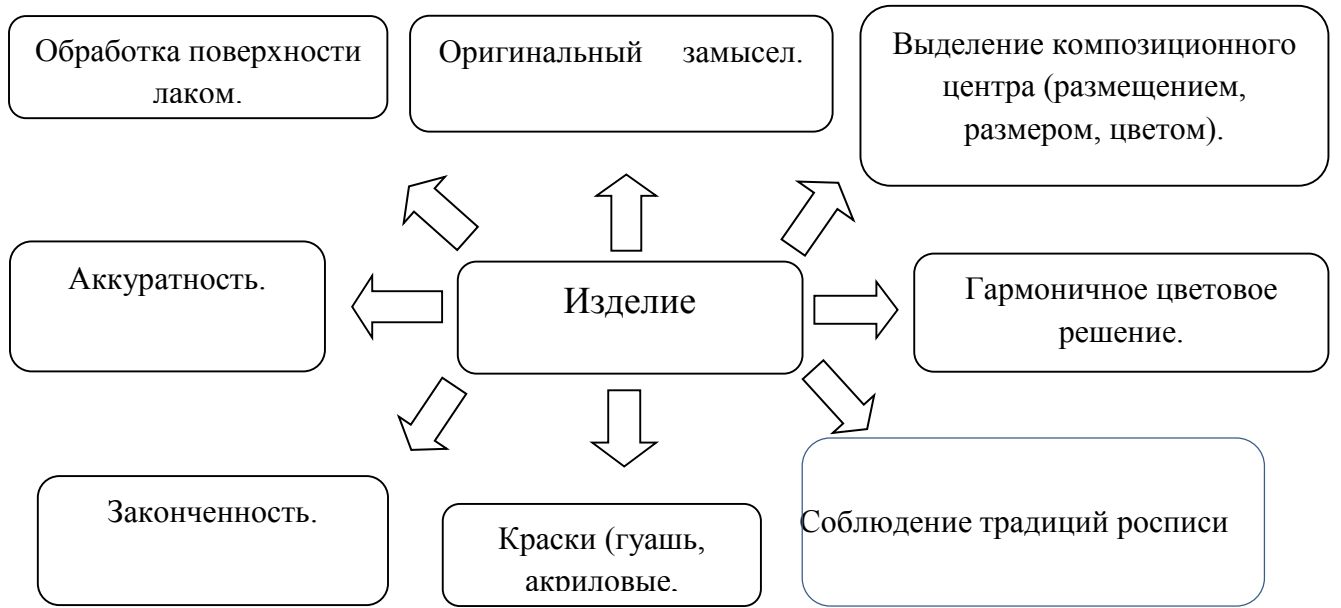 Обработка поверхности
лаком.
Оригинальный замысел.
Выделение композиционного
центра (размещением,
размером, цветом).
Аккуратность.
Изделие
Гармоничное цветовое
решение.
Законченность.
Краски (гуашь,
акриловые,
Соблюдение традиций росписи